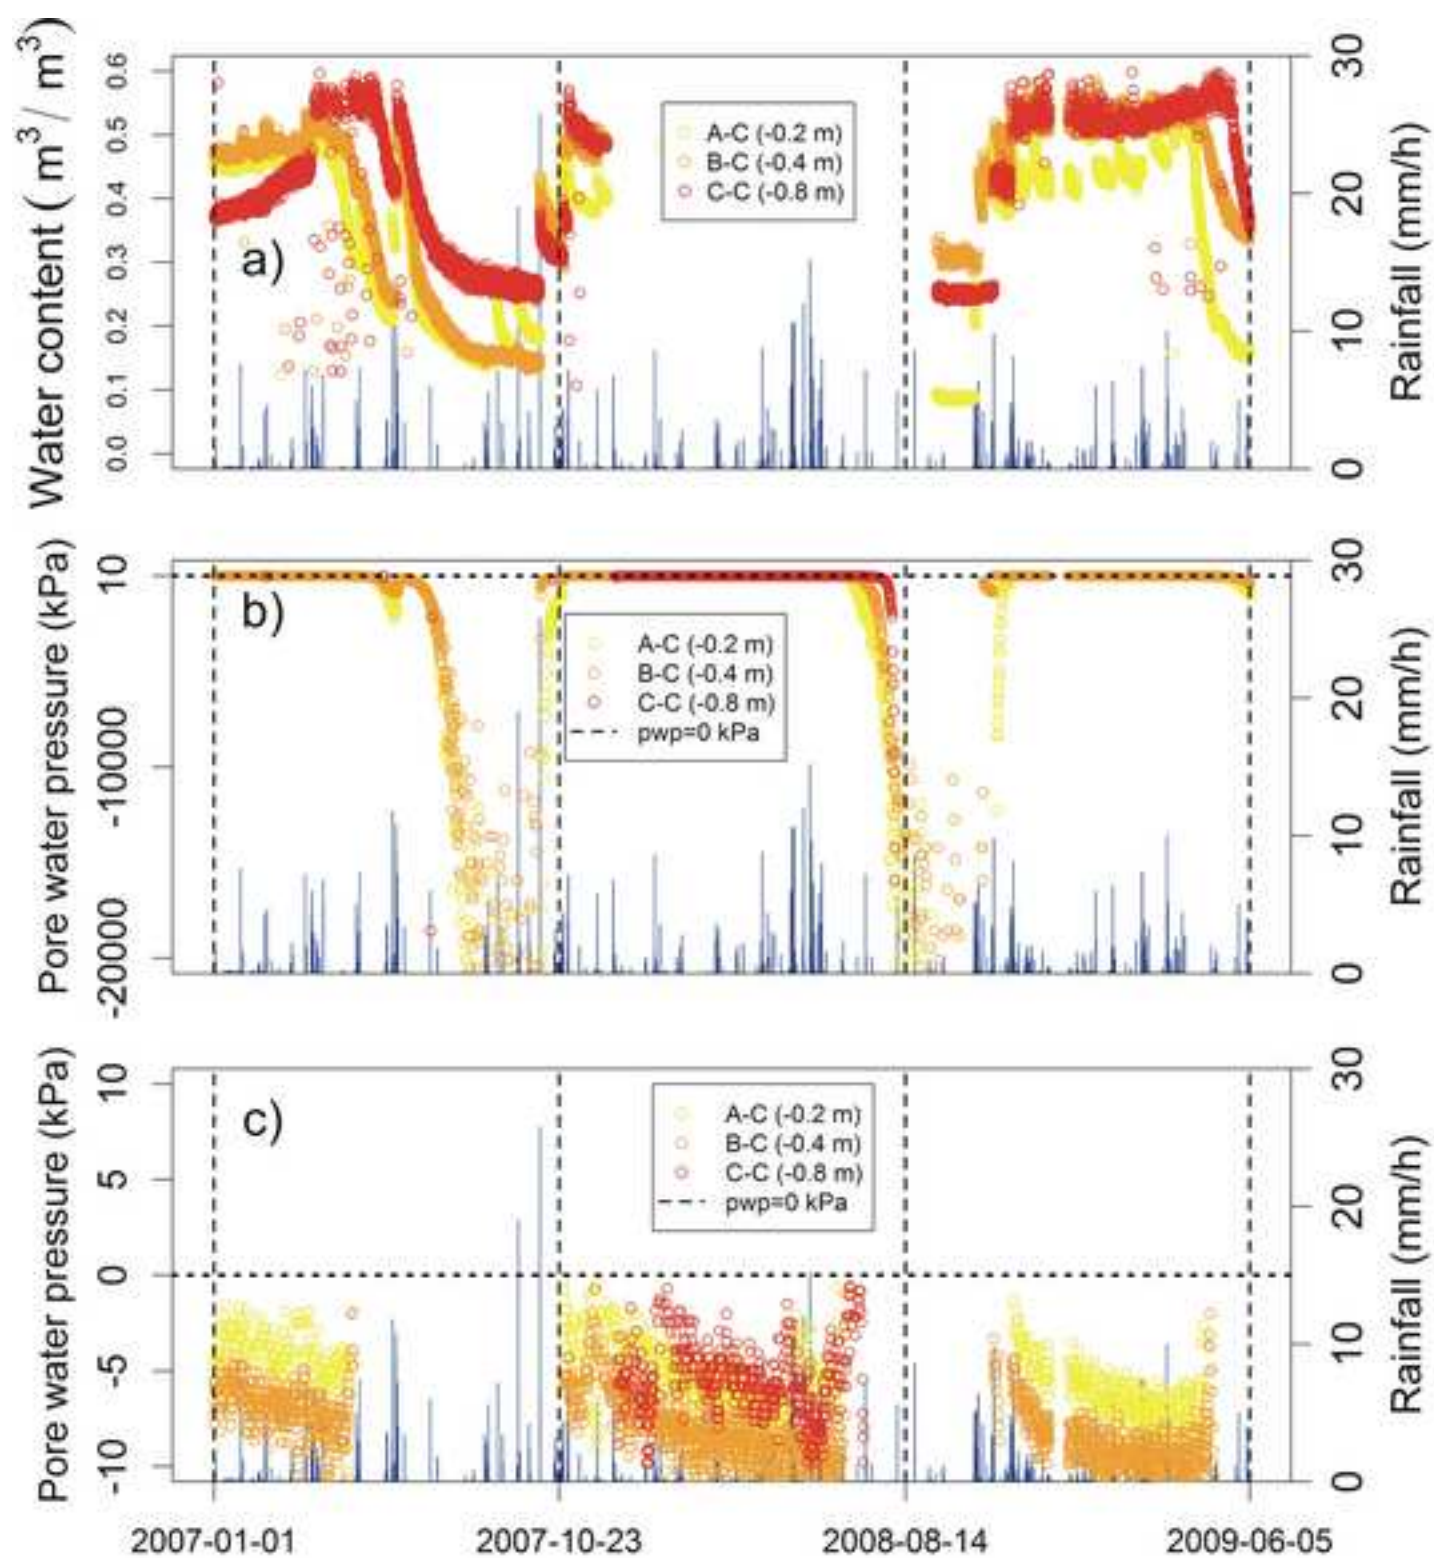 Water content ( m³ / m³)
0.0 0.1 0.2 0.3 0.4 0.5 0.6
a)
A-C (-0.2 m)
B-C (-0.4 m)
C-C (-0.8 m)
0 10 20 30
Rainfall (mm/h)
Pore water pressure (kPa)
-20000 -10000 10
b)
A-C (-0.2 m)
B-C (-0.4 m)
C-C (-0.8 m)
pwp=0 kPa
0 10 20 30
Rainfall (mm/h)
Pore water pressure (kPa)
-10 -5 0 5 10
c)
A-C (-0.2 m)
B-C (-0.4 m)
C-C (-0.8 m)
pwp=0 kPa
0 10 20 30
Rainfall (mm/h)
2007-01-01 2007-10-23 2008-08-14 2009-06-05